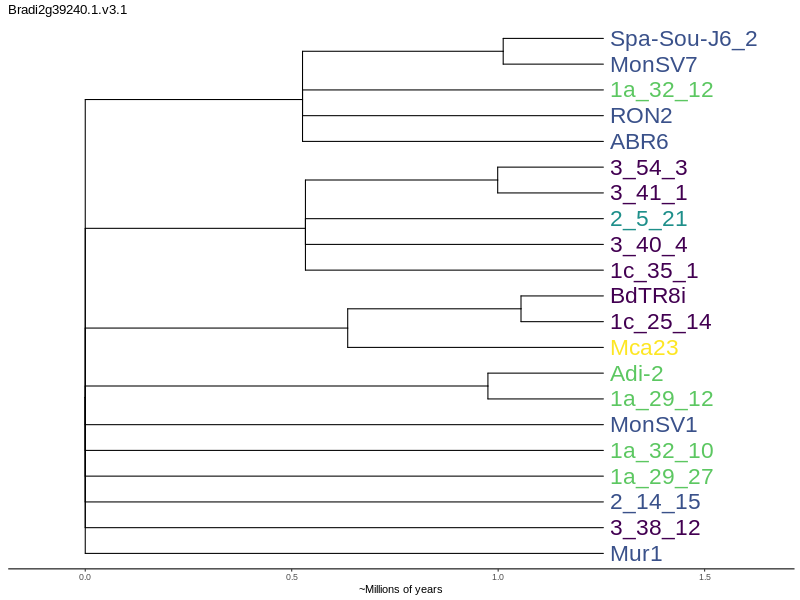 Bradi2g39240.1.v3.1
Spa-Sou-J6_2
MonSV7
1a_32_12
RON2
ABR6
3_54_3
3_41_1
2_5_21
3_40_4
1c_35_1
BdTR8i
1c_25_14
Mca23
Adi-2
1a_29_12
MonSV1
1a_32_10
1a_29_27
2_14_15
3_38_12
Mur1
0.0 0.5 1.0 1.5
~Millions of years